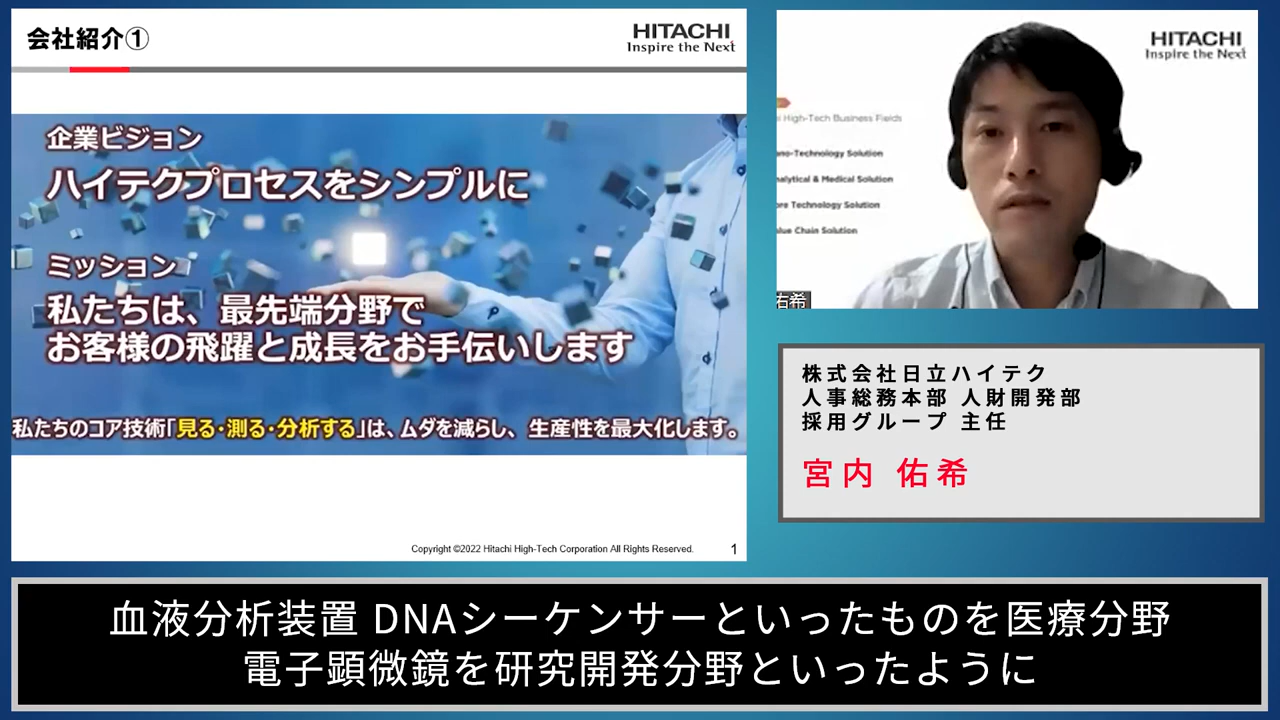 会社紹介①
HITACHI
Inspire the Next
企業ビジョン
ハイテクプロセスをシンプルに
ミッション
私たちは、最先端分野で
お客様の飛躍と成長をお手伝いします
私たちのコア技術「見る・測る・分析する」は、ムダを減らし、生産性を最大化します。
Copyright ©2022 Hitachi High-Tech Corporation All Rights Reserved.
1
HITACHI
Inspire the Next
High-Tech Business Fields
Technology Solution
& Medical Solution
Technology Solution
Chain Solution
佑希
株式会社日立ハイテク
人事総務本部 人財開発部
採用グループ 主任
宮内 佑希
血液分析装置 DNAシーケンサーといったものを医療分野
電子顕微鏡を研究開発分野といったように